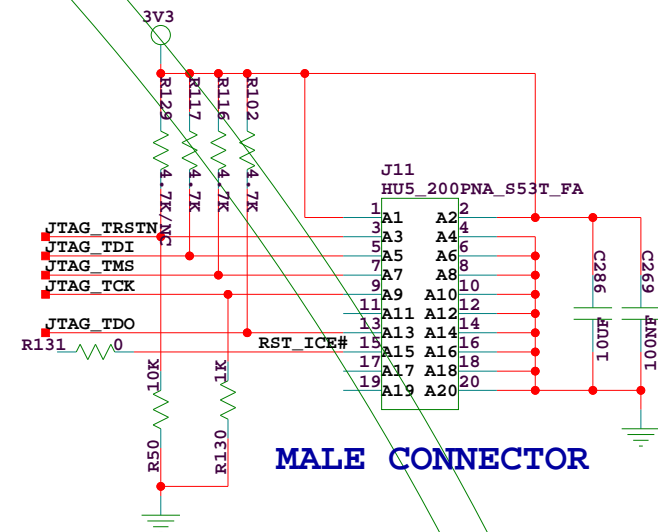 3V3
R129
R117
R116
R102
4.7K/NC
4.7K
4.7K
4.7K
J11
HU5_200PNA_S53T_FA
1 A1 A2 2
3 A3 A4 4
5 A5 A6 6
7 A7 A8 8
9 A9 A10 10
11 A11 A12 12
13 A13 A14 14
15 A15 A16 16
17 A17 A18 18
19 A19 A20 20
JTAG_TRSTN
JTAG_TDI
JTAG_TMS
JTAG_TCK
JTAG_TDO
R131 0
RST_ICE#
10K
1K
R50
R130
C286
10UF
C269
100NF
MALE CONNECTOR